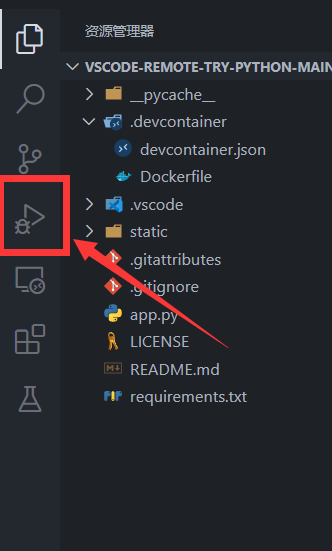 资源管理器
VSCODE-REMOTE-TRY-PYTHON-MAIN
__pycache__
.devcontainer
devcontainer.json
Dockerfile
.vscode
static
.gitattributes
.gitignore
app.py
LICENSE
README.md
requirements.txt